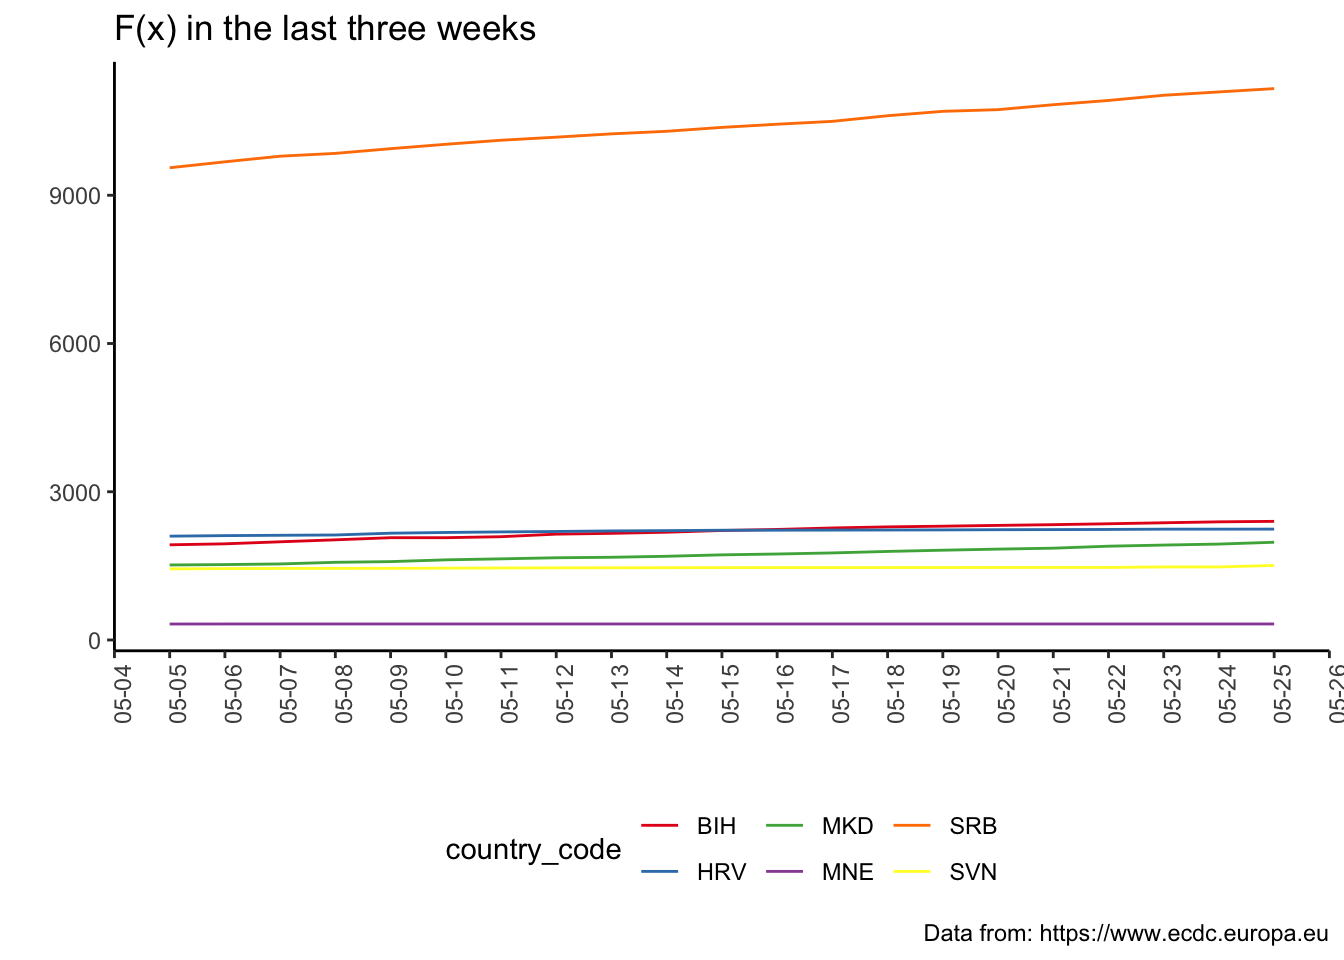 F(x) in the last three weeks
9000
6000
3000
0
05-04 05-05 05-06 05-07 05-08 05-09 05-10 05-11 05-12 05-13 05-14 05-15 05-16 05-17 05-18 05-19 05-20 05-21 05-22 05-23 05-24 05-25 05-26
country_code
BIH MKD SRB
HRV MNE SVN
Data from: https://www.ecdc.europa.eu